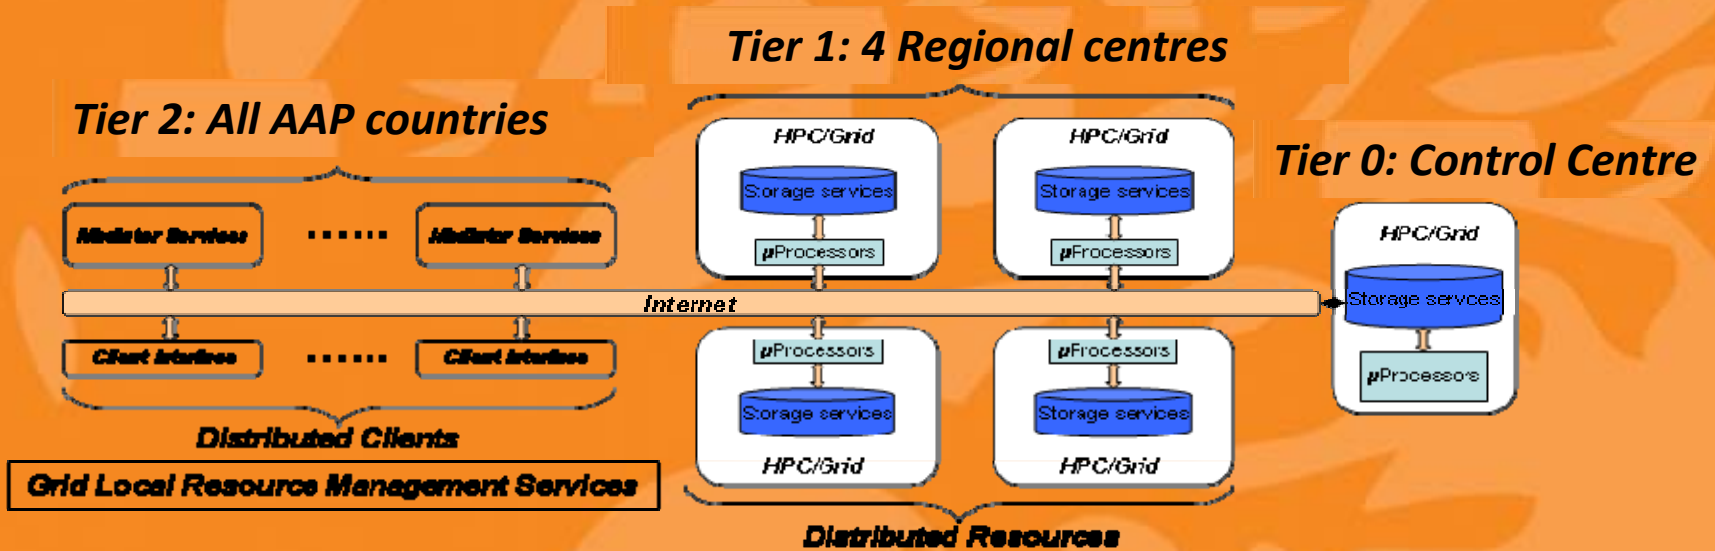 Tier 1: 4 Regional centres
Tier 2: All AAP countries
Tier 0: Control Centre
HPC/Grid
Storage services
µProcessors
HPC/Grid
Storage services
µProcessors
HPC/Grid
Storage services
µProcessors
Mediator Services
......
Mediator Services
Internet
Client Interface
......
Client Interface
µProcessors
Storage services
HPC/Grid
µProcessors
Storage services
HPC/Grid
Distributed Clients
Grid Local Resource Management Services
Distributed Resources